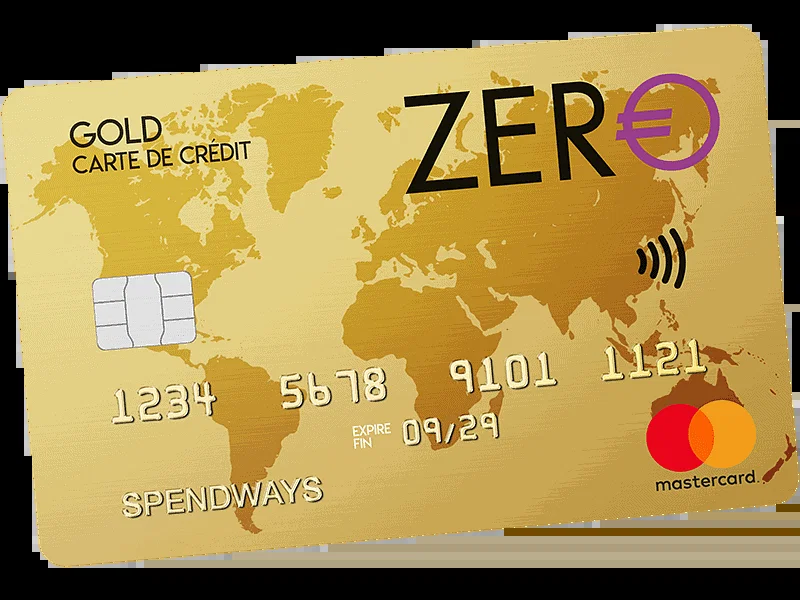 GOLD
CARTE DE CRÉDIT
ZER€
1234 5678 9101 1121
EXPIRE
FIN
09/29
SPENDWAYS
mastercard.